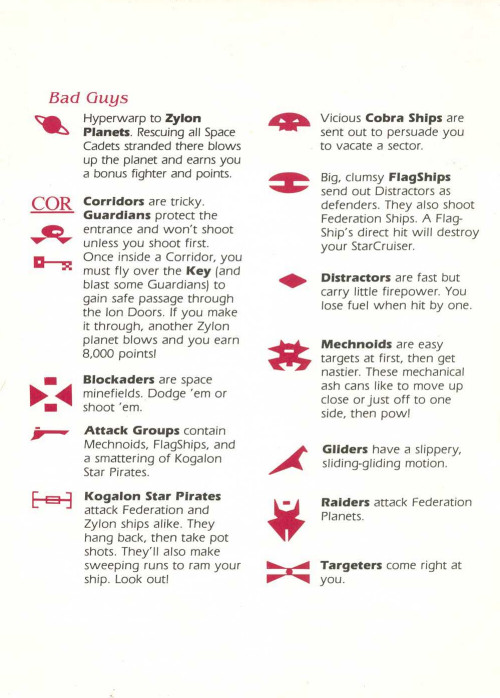 Bad Guys
Hyperwarp to Zylon
Planets. Rescuing all Space
Cadets stranded there blows
up the planet and earns you
a bonus fighter and points.
COR
Corridors are tricky.
Guardians protect the
entrance and won't shoot
unless you shoot first.
Once inside a Corridor, you
must fly over the Key (and
blast some Guardians) to
gain safe passage through
the Ion Doors. If you make
it through, another Zylon
planet blows and you earn
8,000 points!
Blockaders are space
minefields. Dodge 'em or
shoot 'em.
Attack Groups contain
Mechnoids, FlagShips, and
a smattering of Kogalon
Star Pirates.
Kogalon Star Pirates
attack Federation and
Zylon ships alike. They
hang back, then take pot
shots. They'll also make
sweeping runs to ram your
ship. Look out!
Vicious Cobra Ships are
sent out to persuade you
to vacate a sector.
Big, clumsy FlagShips
send out Distractors as
defenders. They also shoot
Federation Ships. A Flag-
Ship's direct hit will destroy
your StarCruiser.
Distractors are fast but
carry little firepower. You
lose fuel when hit by one.
Mechnoids are easy
targets at first, then get
nastier. These mechanical
ash cans like to move up
close or just off to one
side, then pow!
Gliders have a slippery,
sliding-gliding motion.
Raiders attack Federation
Planets.
Targeters come right at
you.